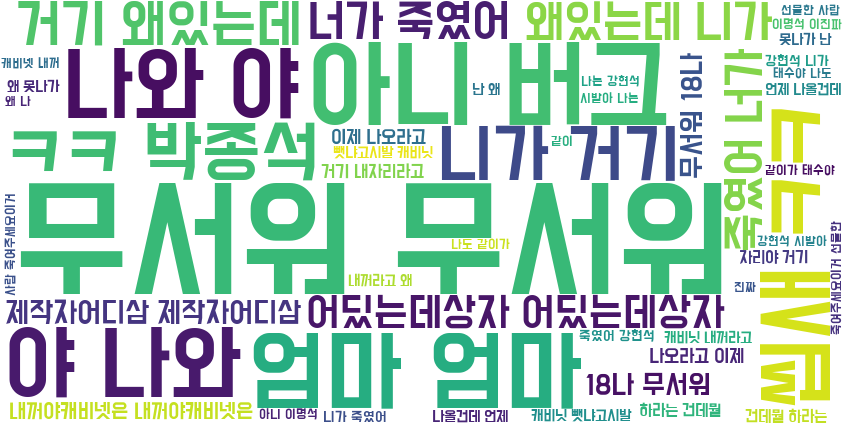 거기 왜있는데
너가 죽였어
왜있는데 니가
선물한 사람
이명석 이진파
못나가 난
캐비넷 내꺼
왜 못나가
왜 나
나와 야
아니 버그
난 왜
나는 강현석
시발아 나는
무서워 18나
죽였어 너가
강현석 니가
태수야 나도
언제 나올건데
ㅋㅋ 박종석
이제 나오라고
뺏냐고시발 캐비닛
거기 내자리라고
니가 거기
같이
ㄴㄴ
같이가 태수야
무서워 무서워
나도 같이가
내꺼라고 왜
강현석 시발아
자리야 거기
진짜
사람 죽여주세요이거
죽여주세요이거 선물한
제작자어디삼 제작자어디삼
어딨는데상자 어딨는데상자
야 나와
엄마 엄마
죽였어 강현석
캐비닛 내꺼라고
나오라고 이제
18나 무서워
내꺼야캐비넷은 내꺼야캐비넷은
아니 이명석
니가 죽였어
나올건데 언제
캐비닛 뺏냐고시발
하라는 건데뭘
건데뭘 하라는